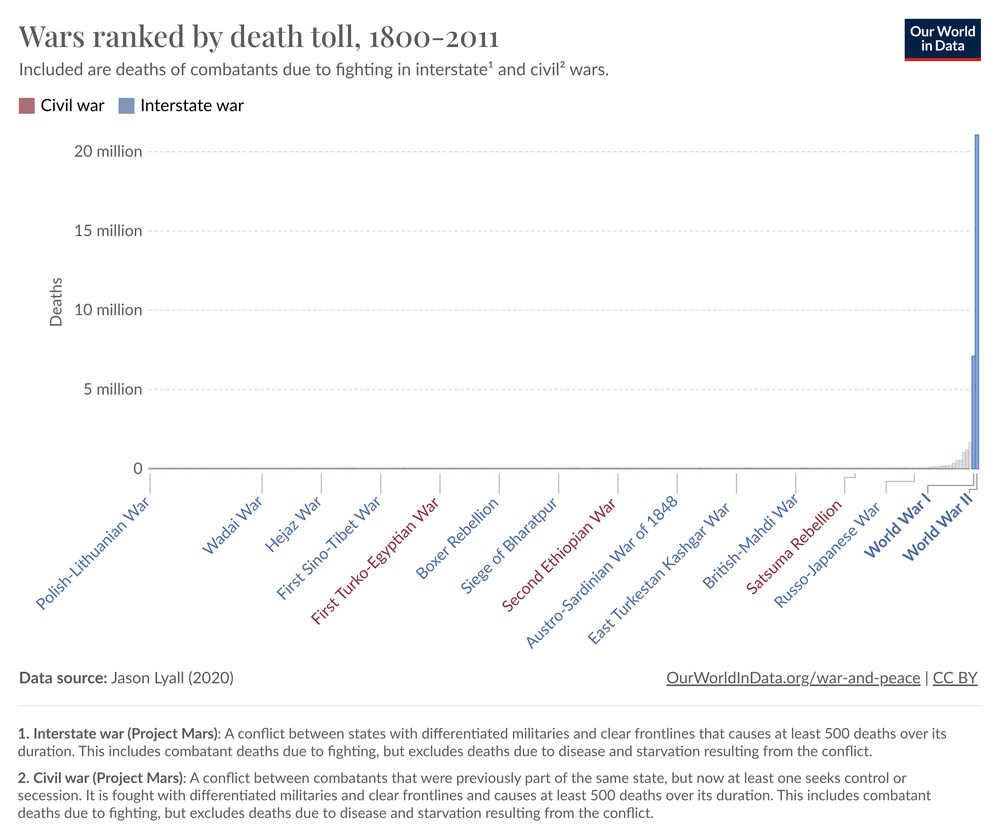 Wars ranked by death toll, 1800-2011
Our World
in Data
Included are deaths of combatants due to fighting in interstate¹ and civil² wars.
Civil war
Interstate war
20 million
15 million
10 million
5 million
0
Deaths
Polish-Lithuanian War
Wadai War
Hejaz War
First Sino-Tibet War
First Turko-Egyptian War
Boxer Rebellion
Siege of Bharatpur
Second Ethiopian War
Austro-Sardinian War of 1848
East Turkestan Kashgar War
British-Mahdi War
Satsuma Rebellion
Russo-Japanese War
World War I
World War II
Data source: Jason Lyall (2020)
OurWorldInData.org/war-and-peace | CC BY
1. Interstate war (Project Mars): A conflict between states with differentiated militaries and clear frontlines that causes at least 500 deaths over its
duration. This includes combatant deaths due to fighting, but excludes deaths due to disease and starvation resulting from the conflict.
2. Civil war (Project Mars): A conflict between combatants that were previously part of the same state, but now at least one seeks control or
secession. It is fought with differentiated militaries and clear frontlines and causes at least 500 deaths over its duration. This includes combatant
deaths due to fighting, but excludes deaths due to disease and starvation resulting from the conflict.